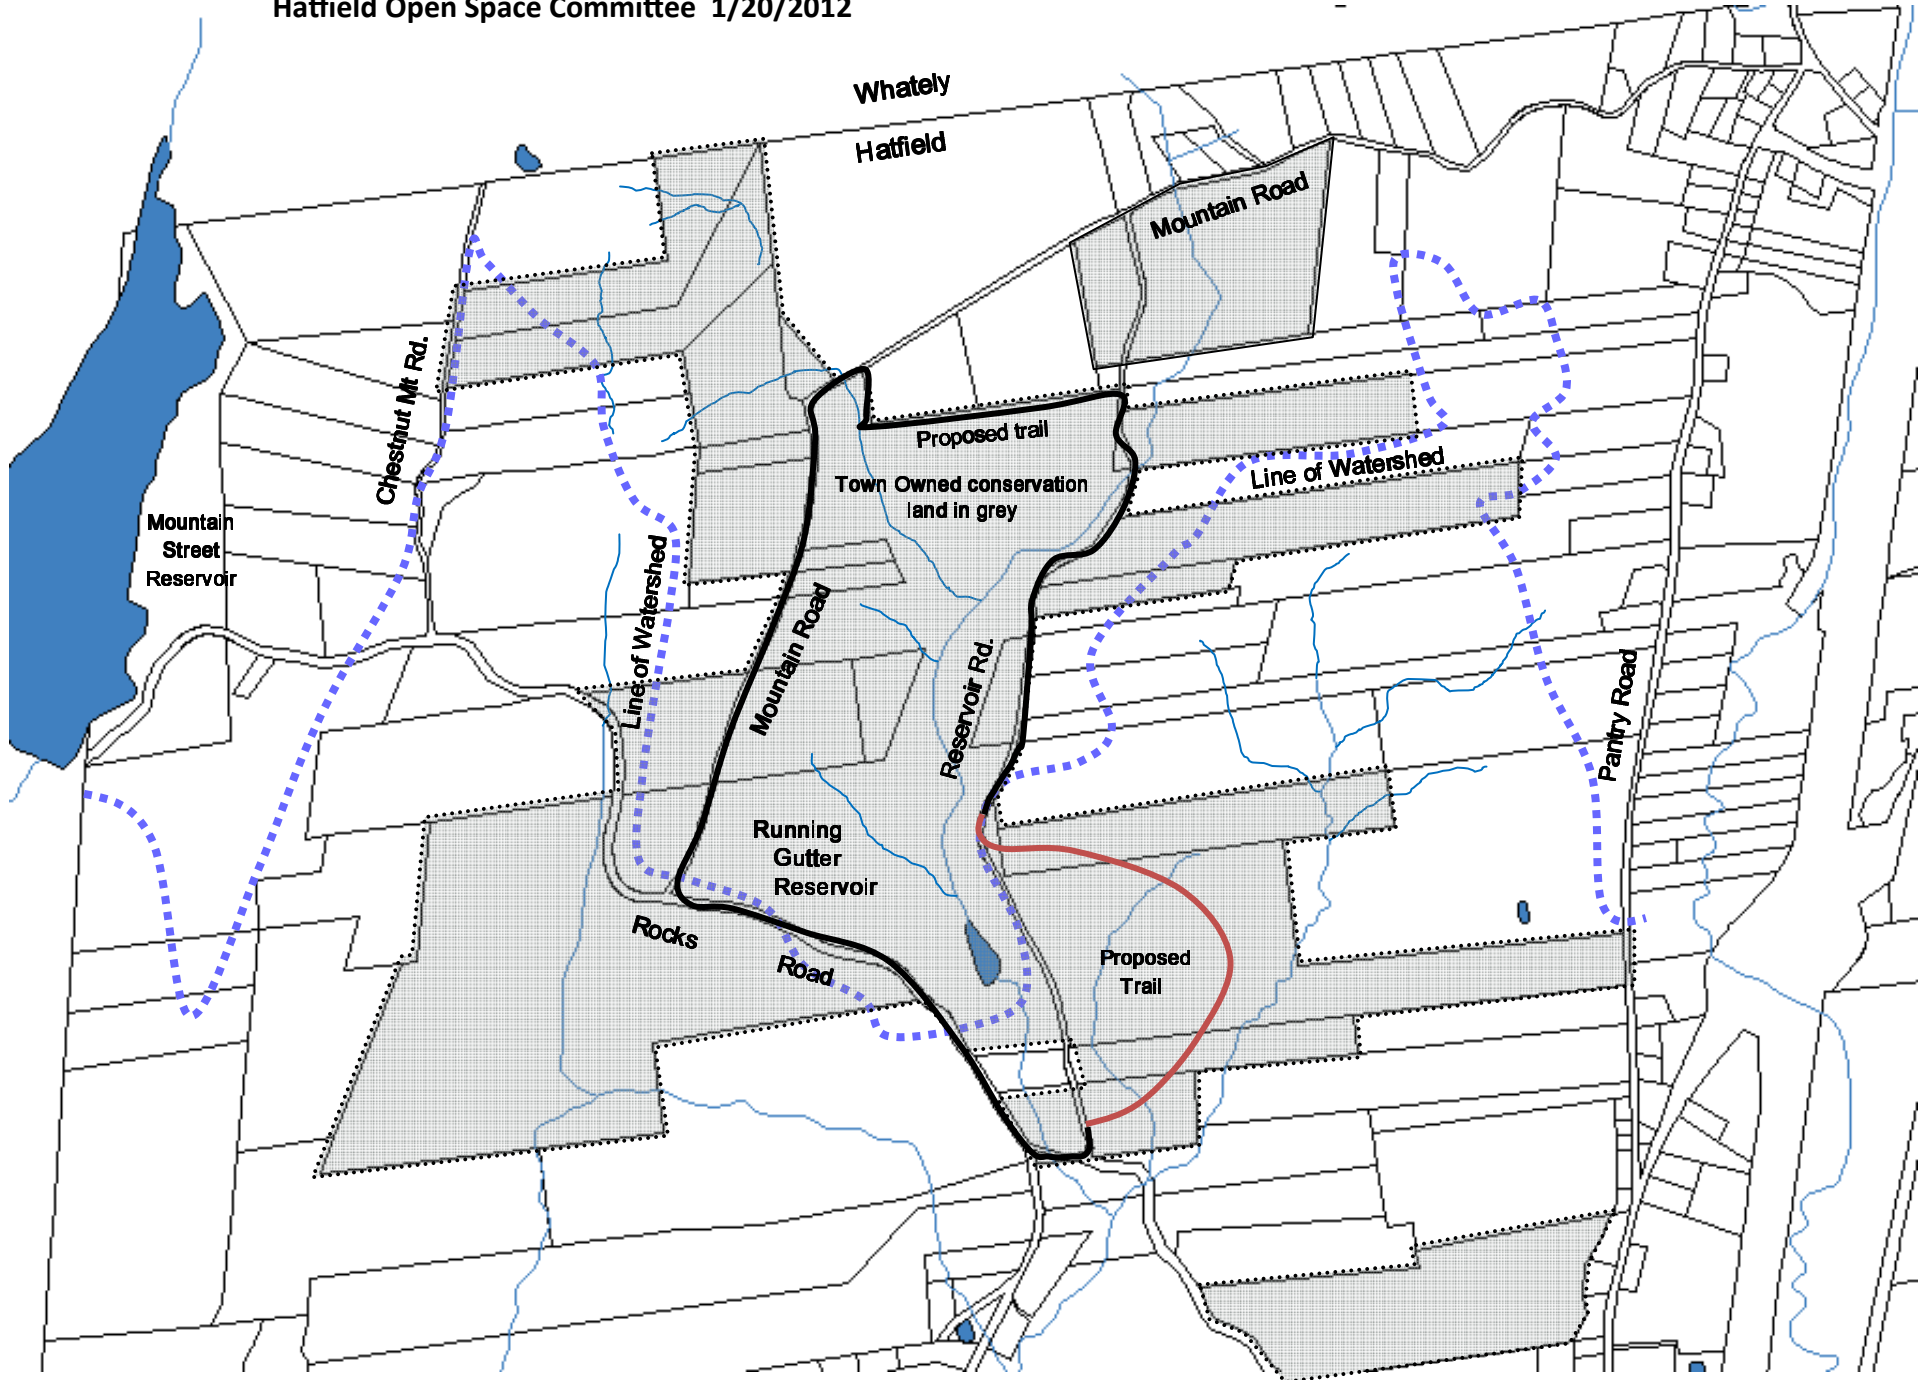 Hatfield Open Space Committee 1/20/2012
Whately
Hatfield
Mountain Road
Chestnut Mt Rd.
Proposed trail
Line of Watershed
Town Owned conservation
land in grey
Mountain
Street
Reservoir
Line of Watershed
Mountain Road
Reservoir Rd.
Pantry Road
Running
Gutter
Reservoir
Rocks
Road
Proposed
Trail